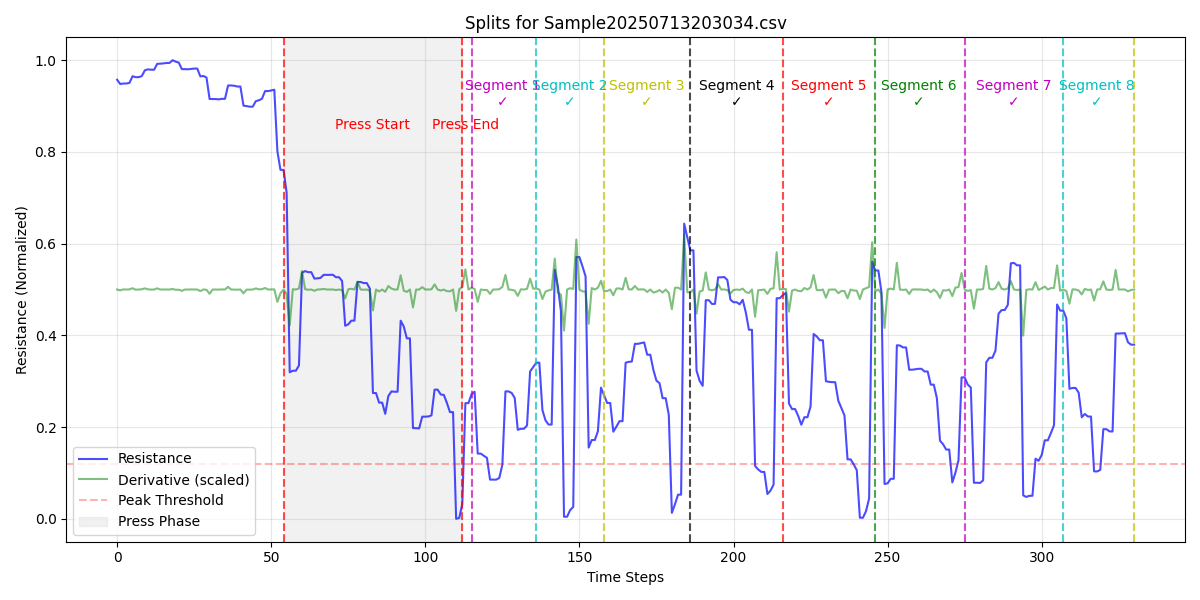 Splits for Sample20250713203034.csv
Segment 1
Segment 2
Segment 3
Segment 4
Segment 5
Segment 6
Segment 7
Segment 8
✓
✓
✓
✓
✓
✓
✓
✓
Press Start
Press End
Resistance (Normalized)
1.0
0.8
0.6
0.4
0.2
0.0
Resistance
Derivative (scaled)
Peak Threshold
Press Phase
0
50
100
150
200
250
300
Time Steps